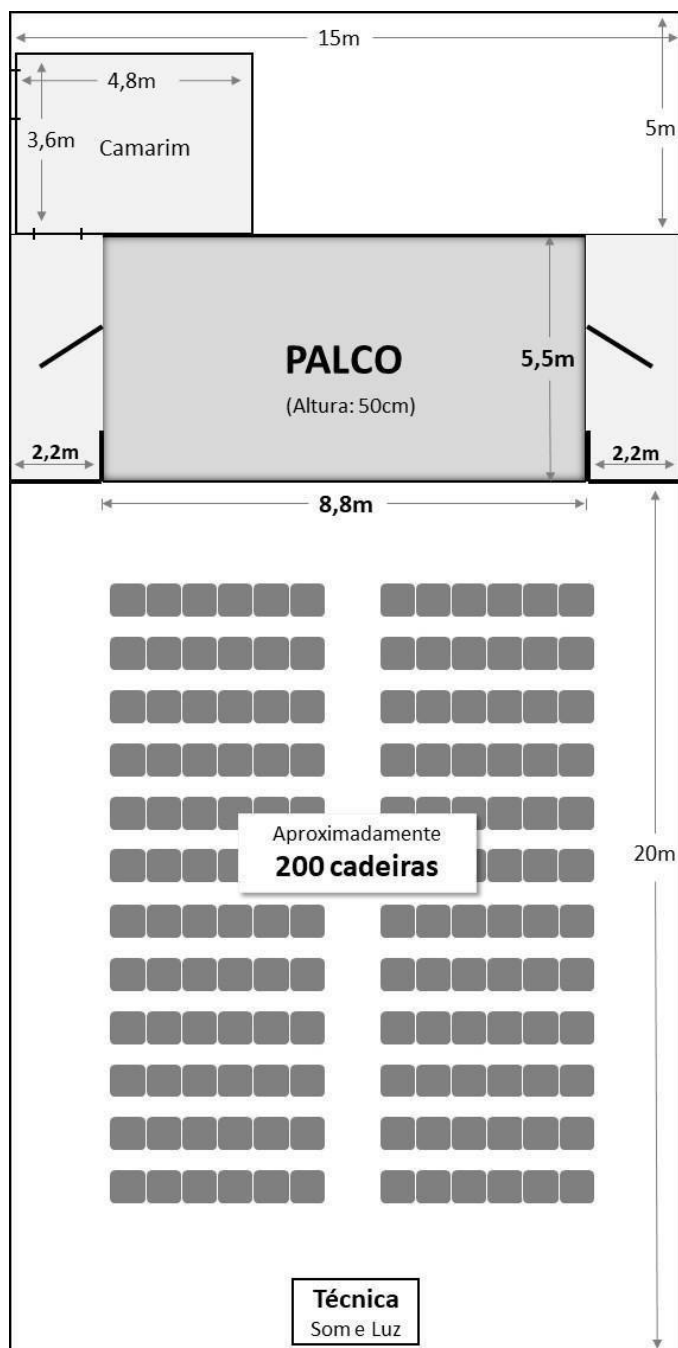 15m
4,8m
5m
3,6m
Camarim
PALCO
5,5m
(Altura: 50cm)
2,2m
2,2m
8,8m
Aproximadamente
200 cadeiras
20m
Técnica
Som e Luz